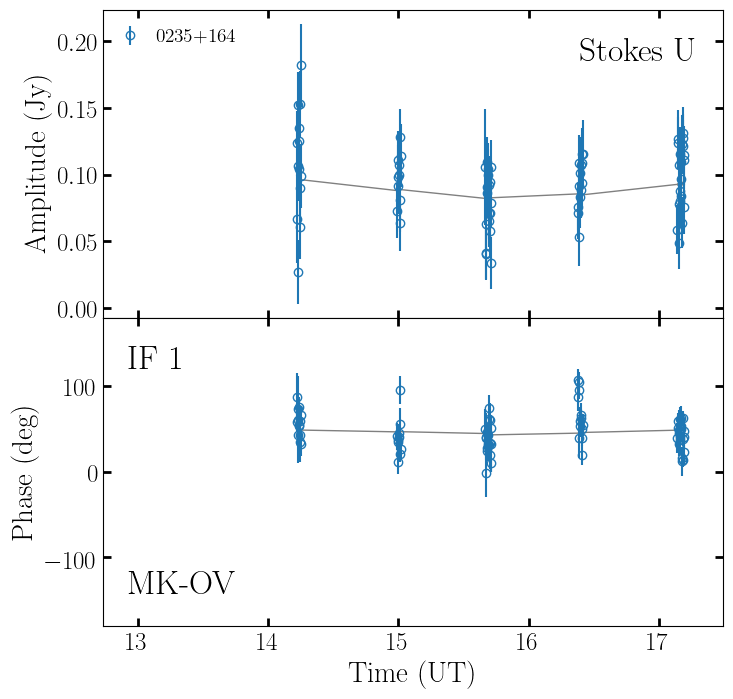 0235+164
Stokes U
0.20
0.15
0.10
0.05
0.00
Amplitude (Jy)
IF 1
100
0
−100
Phase (deg)
MK-OV
13 14 15 16 17
Time (UT)